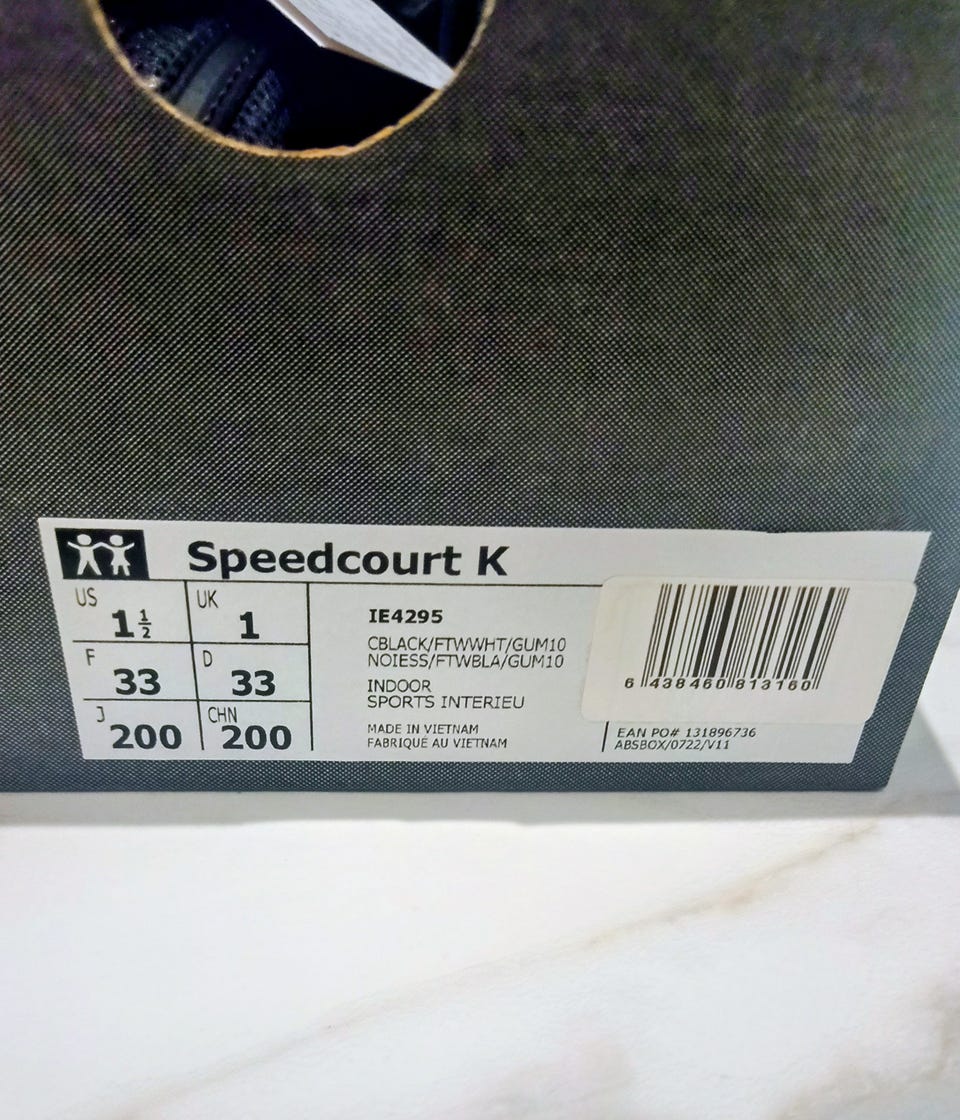 Speedcourt K
US 1½ UK 1
F 33 D 33
J 200 CHN 200
IE4295
CBLACK/FTWWHT/GUM10
NOIESS/FTWBLA/GUM10
INDOOR
SPORTS INTERIEU
MADE IN VIETNAM
FABRIQUÉ AU VIETNAM
6 438460 813160
EAN PO# 131896736
ABSBOX/0722/V11